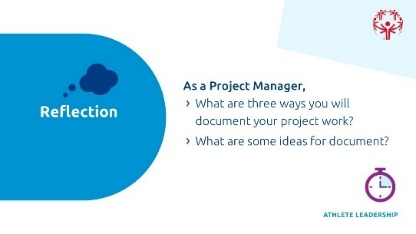 Reflection
As a Project Manager,
› What are three ways you will
document your project work?
› What are some ideas for document?
ATHLETE LEADERSHIP